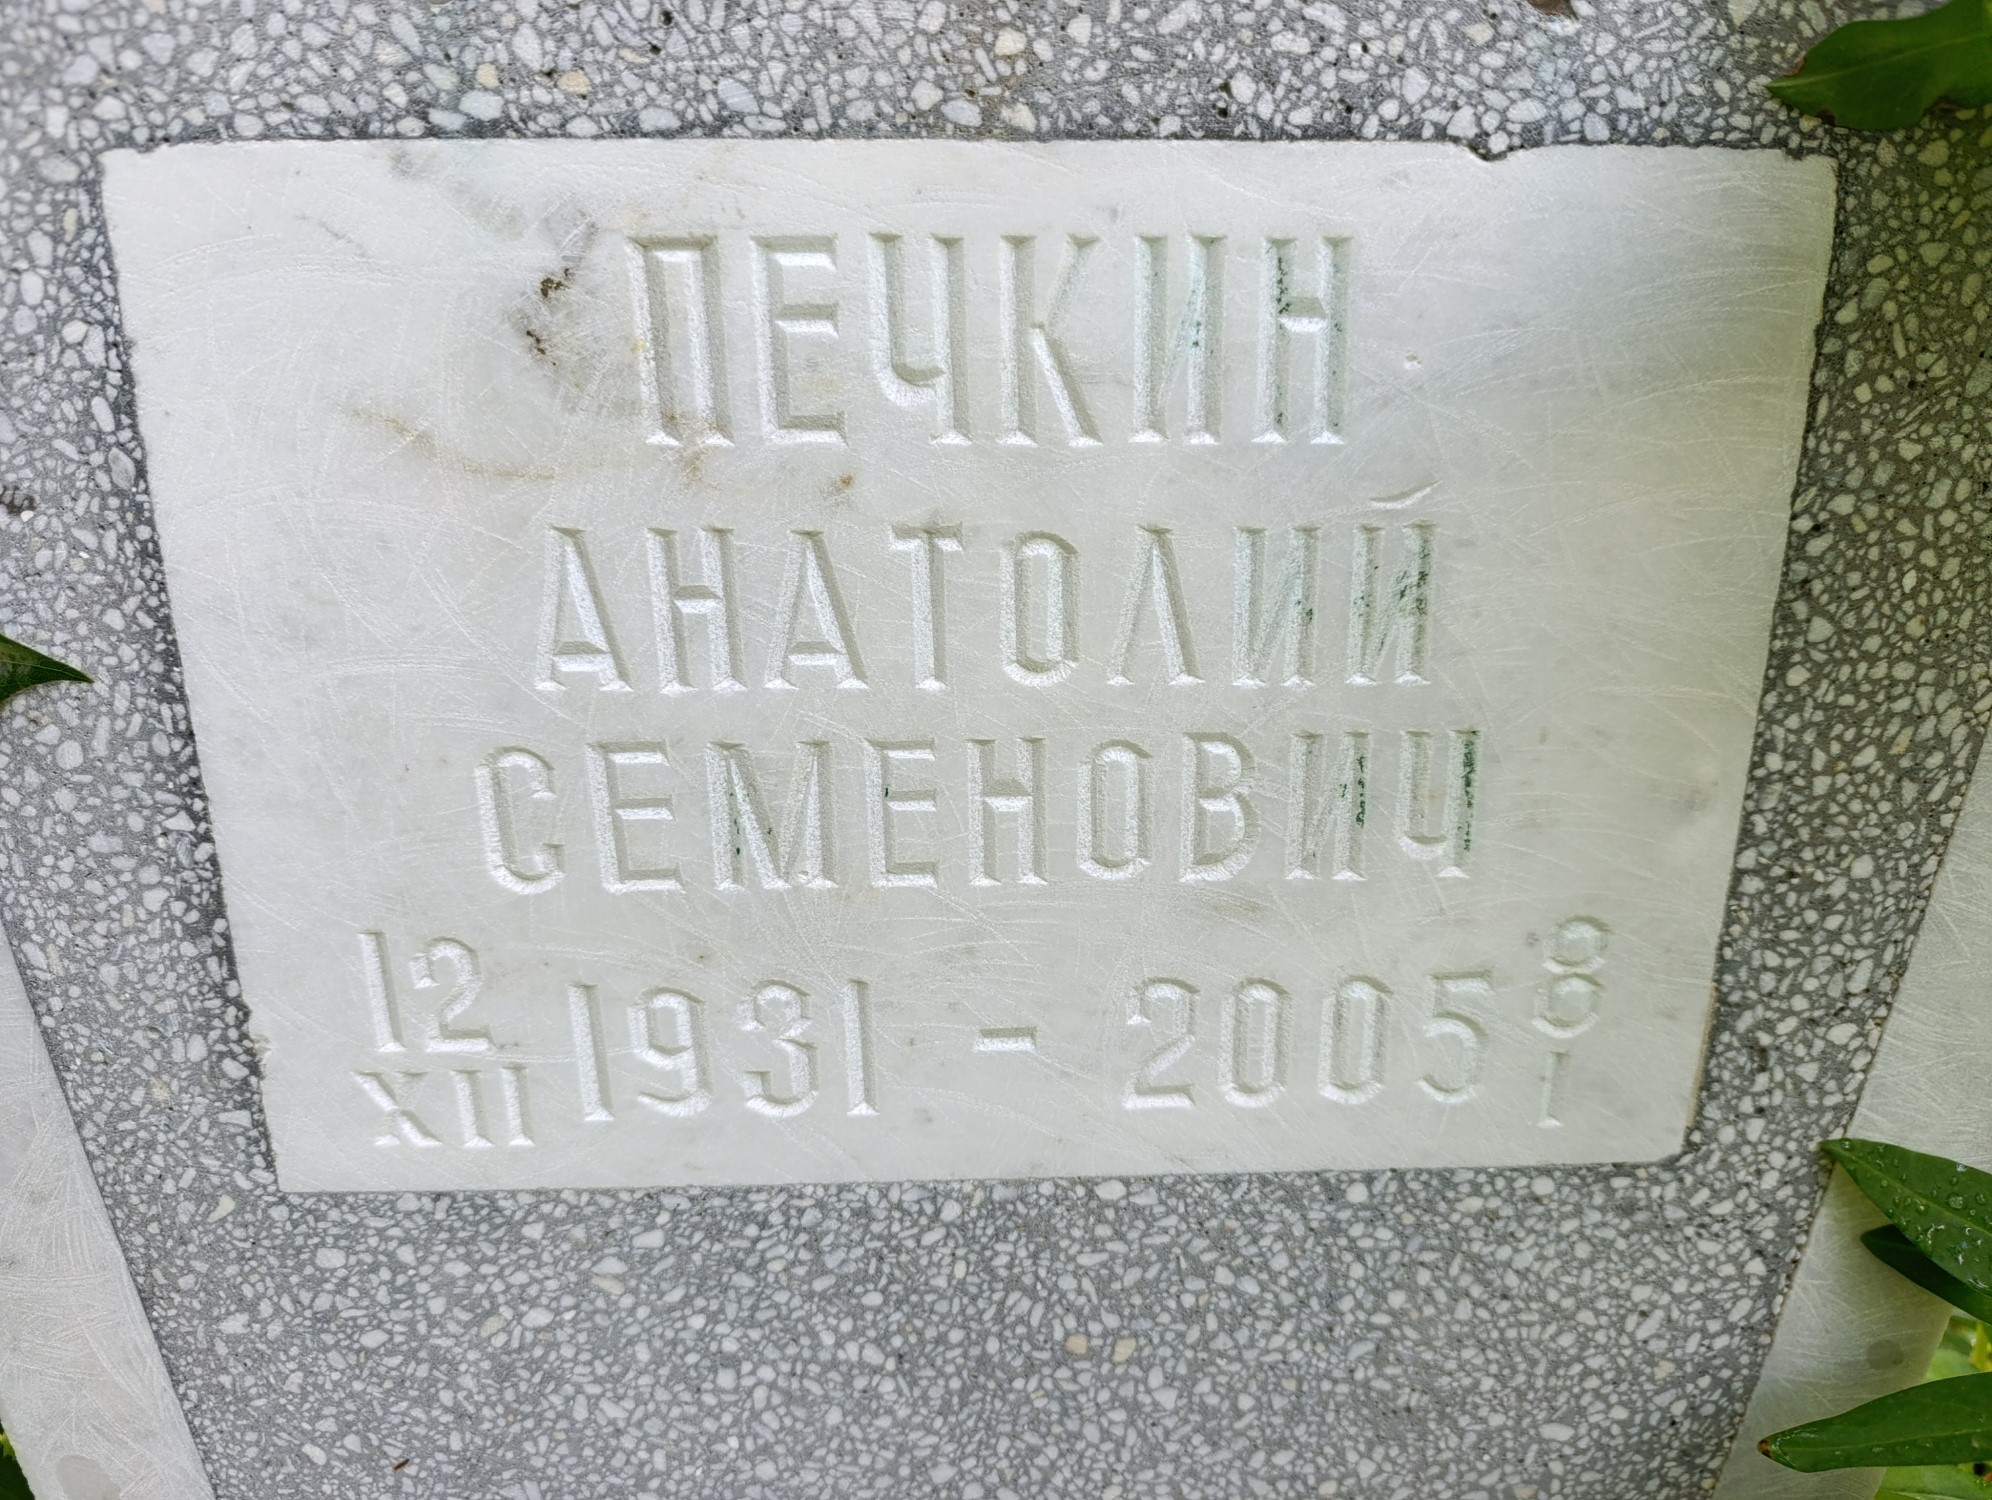 ПЕЧКИН
АНАТОЛИЙ
СЕМЕНОВИЧ
12 XII 1931 - 2005 8 I